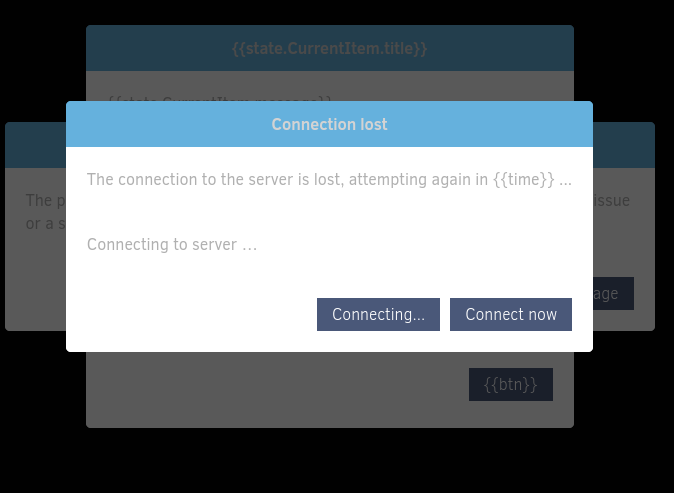 {{state.CurrentItem.title}}
{{state.CurrentItem.message}}
Connection lost
The connection to the server is lost, attempting again in {{time}} ...
The p
issue
or a s
Connecting to server ...
age
Connecting...
Connect now
{{btn}}